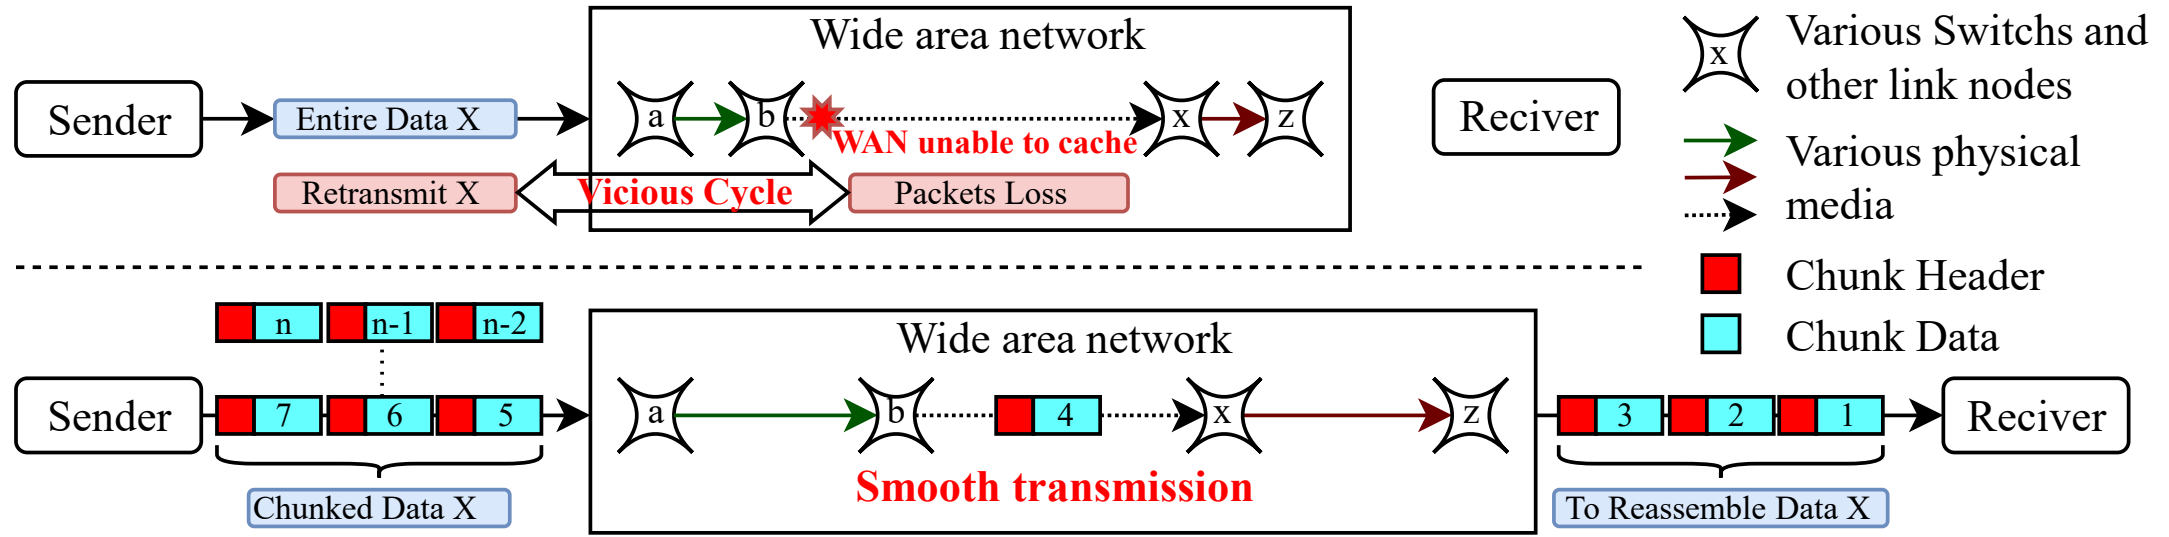 Wide area network
Sender
Entire Data X
a
b
x
z
WAN unable to cache
Reciver
Retransmit X
Vicious Cycle
Packets Loss
x
Various Switchs and
other link nodes
Various physical
media
Chunk Header
Chunk Data
n
n-1
n-2
Wide area network
Sender
7
6
5
a
b
4
x
z
3
2
1
Reciver
Smooth transmission
Chunked Data X
To Reassemble Data X